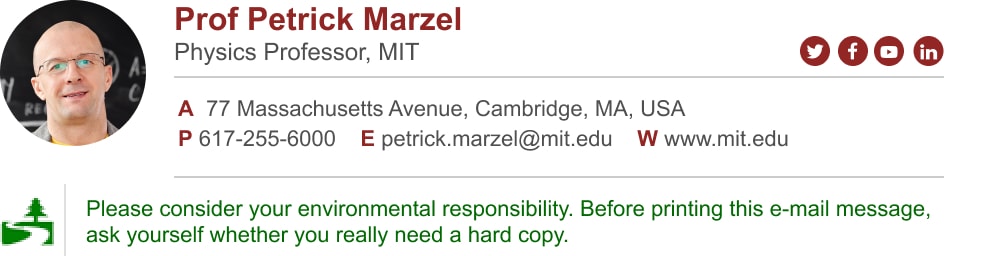 Prof Petrick Marzel
Physics Professor, MIT
A 77 Massachusetts Avenue, Cambridge, MA, USA
P 617-255-6000 E petrick.marzel@mit.edu W www.mit.edu
Please consider your environmental responsibility. Before printing this e-mail message,
ask yourself whether you really need a hard copy.